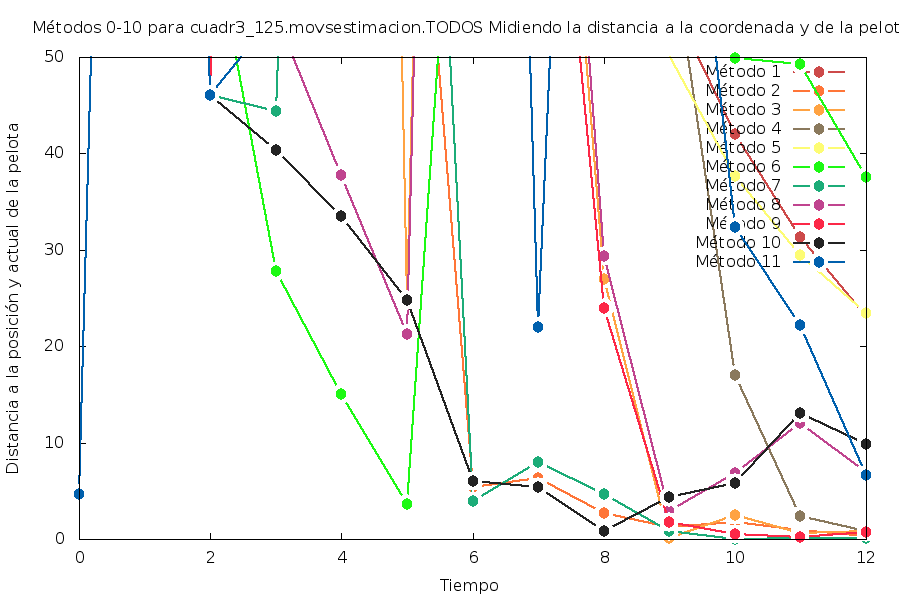 Métodos 0-10 para cuadr3_125.movsestimacion.TODOS Midiendo la distancia a la coordenada y de la pelot
Distancia a la posición y actual de la pelota
50
40
30
20
10
0
Método 1
Método 2
Método 3
Método 4
Método 5
Método 6
Método 7
Método 8
Método 9
Método 10
Método 11
0 2 4 6 8 10 12
Tiempo